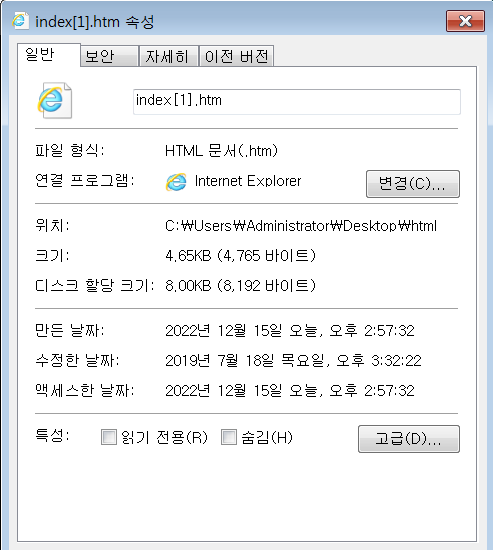 index[1].htm 속성
일반 보안 자세히 이전 버전
index[1].htm
파일 형식: HTML 문서(.htm)
연결 프로그램: Internet Explorer 변경(C)...
위치: C:₩Users₩Administrator₩Desktop₩html
크기: 4.65KB (4,765 바이트)
디스크 할당 크기: 8.00KB (8,192 바이트)
만든 날짜: 2022년 12월 15일 오늘, 오후 2:57:32
수정한 날짜: 2019년 7월 18일 목요일, 오후 3:32:22
액세스한 날짜: 2022년 12월 15일 오늘, 오후 2:57:32
특성: 읽기 전용(R) 숨김(H) 고급(D)...